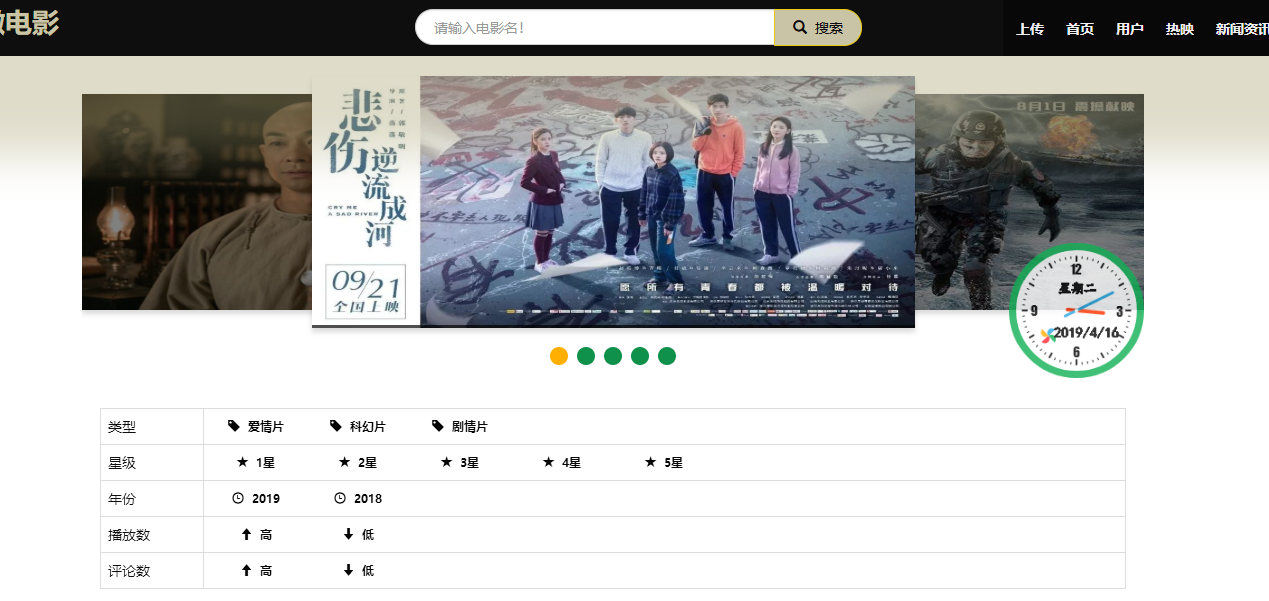 电影
请输入电影名!
搜索
上传 首页 用户 热映 新闻资讯
悲伤逆流成河
CRY ME
A SAD RIVER
09/21
全国上映
愿所有青春都被温暖对待
8月1日 震撼献映
12
星期二
9 3
2019/4/16
6
类型 爱情片 科幻片 剧情片
星级 1星 2星 3星 4星 5星
年份 2019 2018
播放数 高 低
评论数 高 低